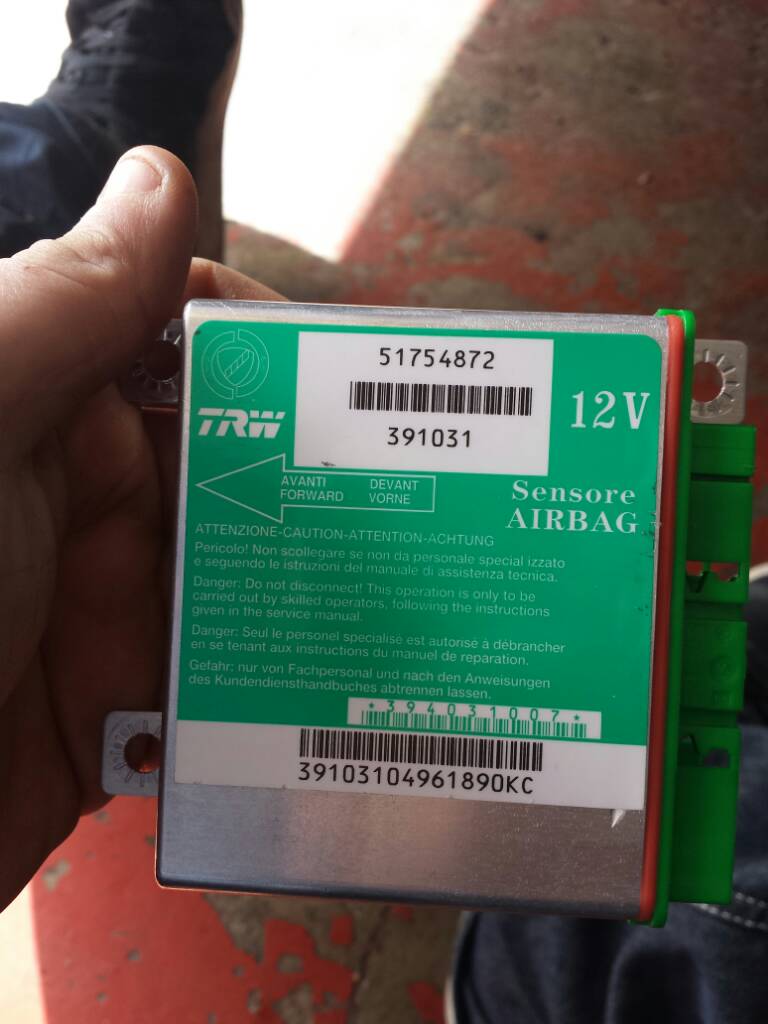 51754872
391031
12V
TRW
AVANTI DEVANT
FORWARD VORNE
Sensore
AIRBAG
ATTENZIONE-CAUTION-ATTENTION-ACHTUNG
Pericolo! Non scollegare se non da personale special izzato
e seguendo le istruzioni del manuale di assistenza tecnica.
Danger: Do not disconnect! This operation is only to be
carried out by skilled operators, following the instructions
given in the service manual.
Danger: Seul le personel specialisé est autorisé à débrancher
en se tenant aux instructions du manuel de reparation.
Gefahr: nur von Fachpersonal und nach den Anweisungen
des Kundendiensthandbuches abtrennen lassen.
*394031007*
39103104961890KC